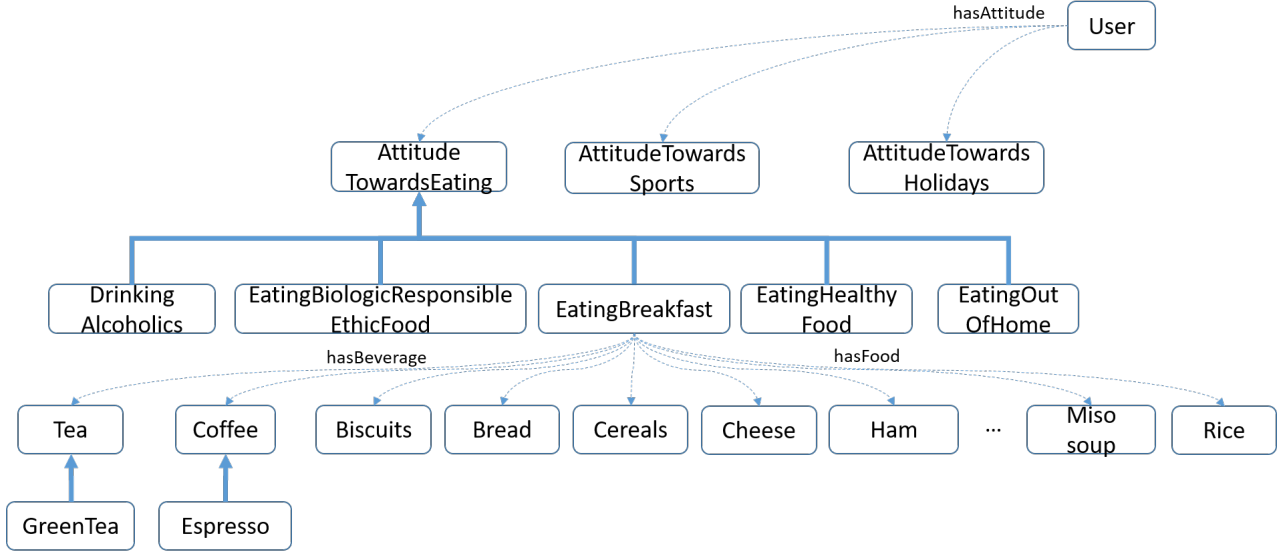 hasAttitude
User
Attitude
TowardsEating
AttitudeTowards
Sports
AttitudeTowards
Holidays
Drinking
Alcoholics
EatingBiologicResponsible
EthicFood
EatingBreakfast
EatingHealthy
Food
EatingOut
OfHome
hasBeverage
hasFood
Tea
Coffee
Biscuits
Bread
Cereals
Cheese
Ham
...
Miso
soup
Rice
GreenTea
Espresso